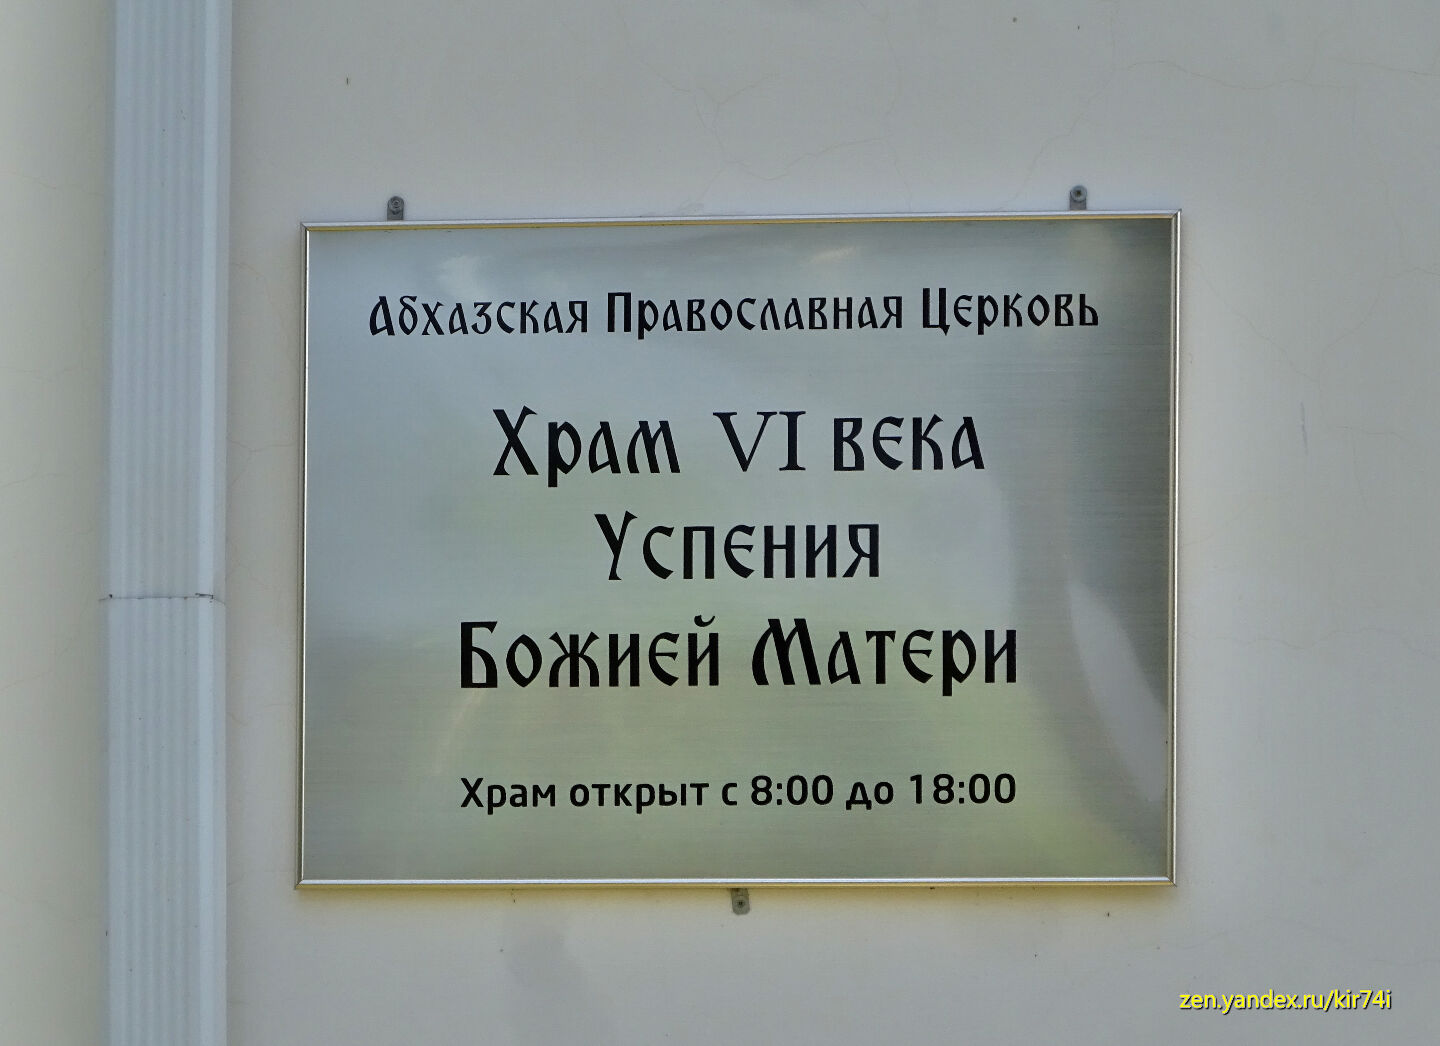 Абхазская Православная Церковь
Храм VI века
Успения
Божией Матери
Храм открыт с 8:00 до 18:00
zen.yandex.ru/kir74i